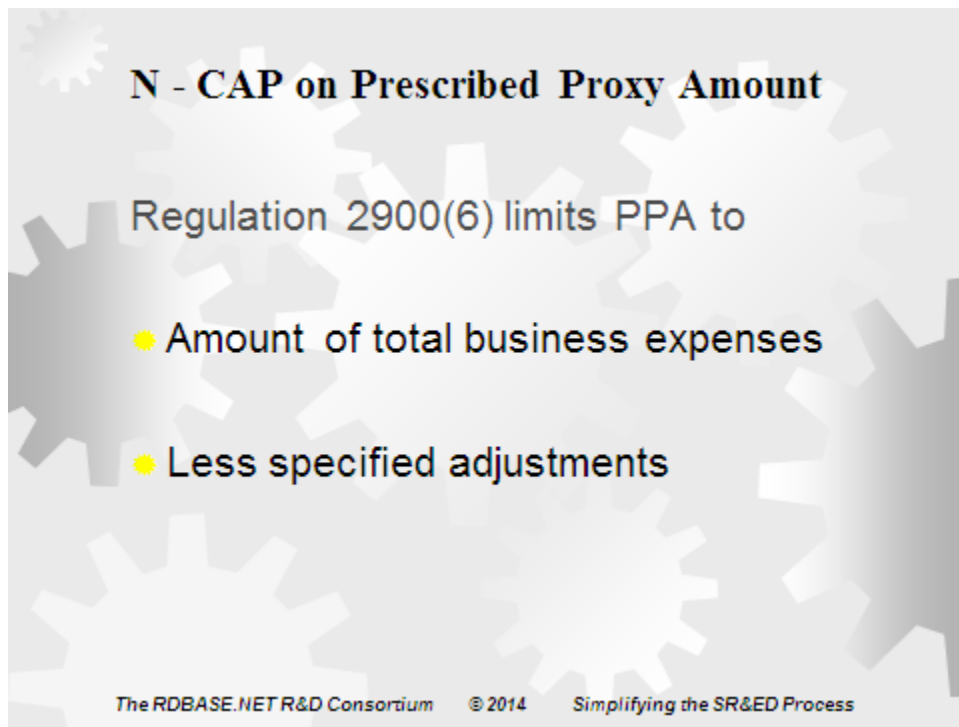 N - CAP on Prescribed Proxy Amount
Regulation 2900(6) limits PPA to
Amount of total business expenses
Less specified adjustments
The RDBASE.NET R&D Consortium © 2014 Simplifying the SR&ED Process